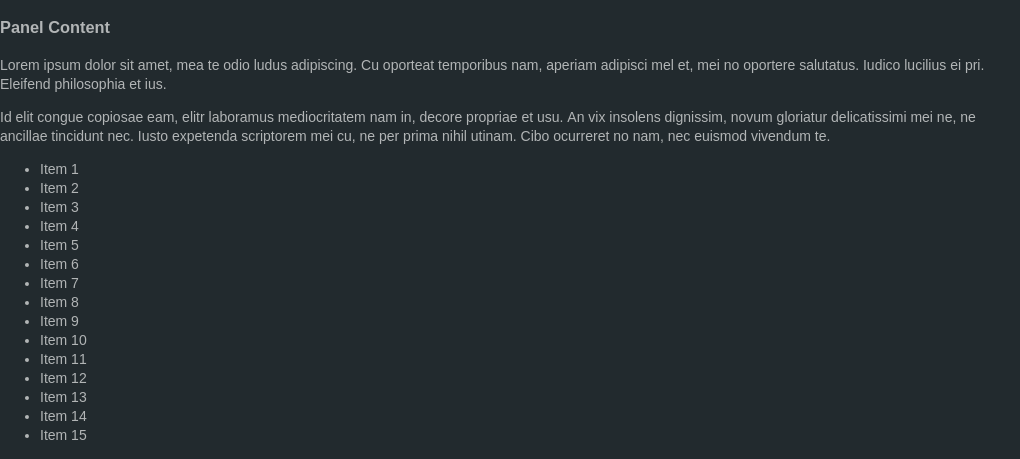 Panel Content
Lorem ipsum dolor sit amet, mea te odio ludus adipiscing. Cu oporteat temporibus nam, aperiam adipisci mel et, mei no oportere salutatus. Iudico lucilius ei pri.
Eleifend philosophia et ius.
Id elit congue copiosae eam, elitr laboramus mediocritatem nam in, decore propriae et usu. An vix insolens dignissim, novum gloriatur delicatissimi mei ne, ne
ancillae tincidunt nec. Iusto expetenda scriptorem mei cu, ne per prima nihil utinam. Cibo ocurreret no nam, nec euismod vivendum te.
• Item 1
• Item 2
• Item 3
• Item 4
• Item 5
• Item 6
• Item 7
• Item 8
• Item 9
• Item 10
• Item 11
• Item 12
• Item 13
• Item 14
• Item 15